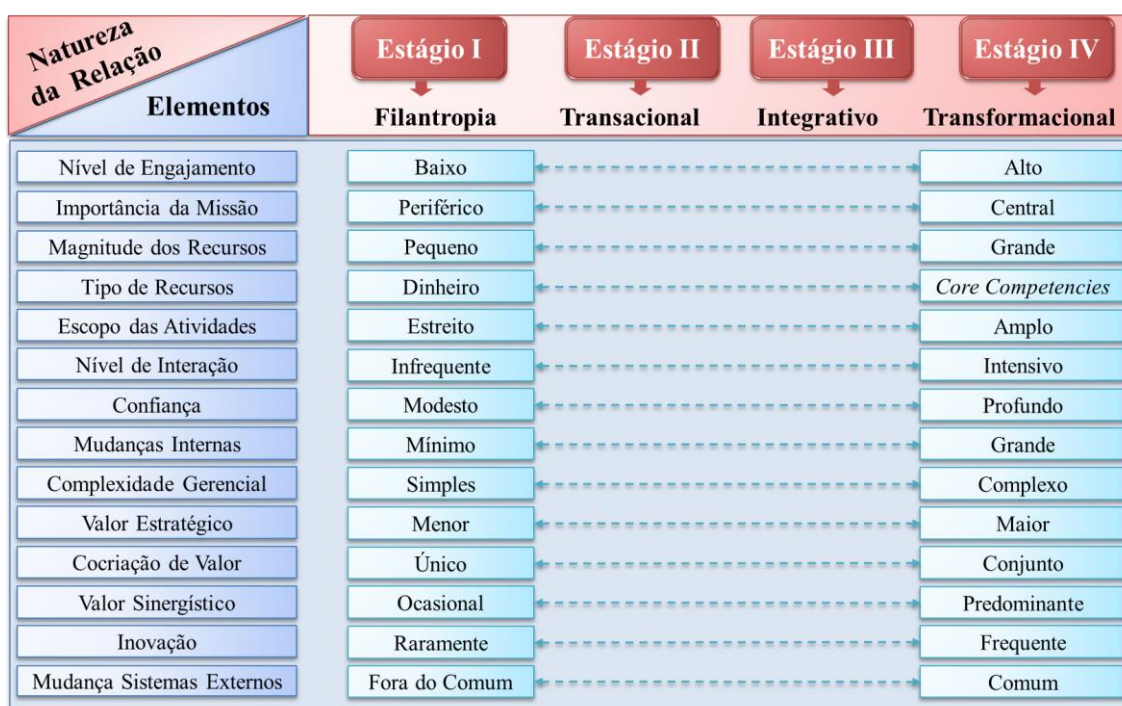 Natureza
da Relação
Elementos
Estágio I
Estágio II
Estágio III
Estágio IV
Filantropia
Transacional
Integrativo
Transformacional
Nível de Engajamento
Baixo
Alto
Importância da Missão
Periférico
Central
Magnitude dos Recursos
Pequeno
Grande
Tipo de Recursos
Dinheiro
Core Competencies
Escopo das Atividades
Estreito
Amplo
Nível de Interação
Infrequente
Intensivo
Confiança
Modesto
Profundo
Mudanças Internas
Mínimo
Grande
Complexidade Gerencial
Simples
Complexo
Valor Estratégico
Menor
Maior
Cocriação de Valor
Único
Conjunto
Valor Sinergístico
Ocasional
Predominante
Inovação
Raramente
Frequente
Mudança Sistemas Externos
Fora do Comum
Comum